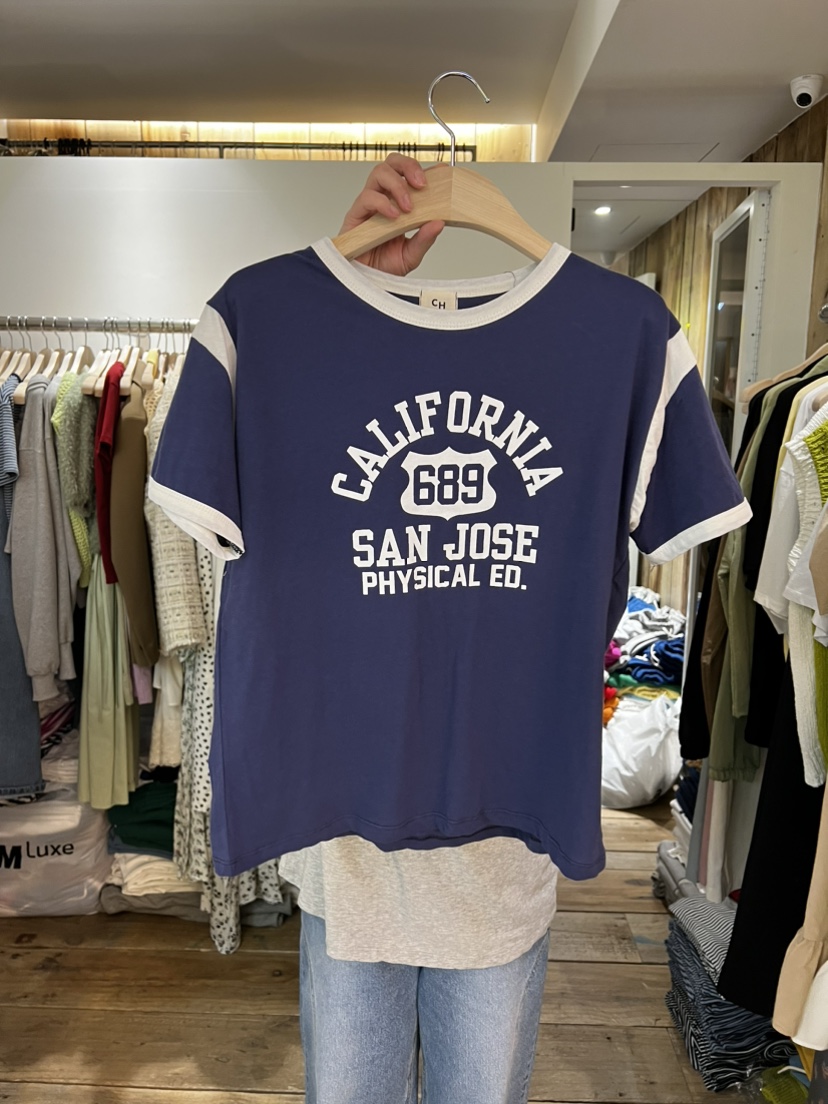 CH
CALIFORNIA
689
SAN JOSE
PHYSICAL ED.
M Luxe